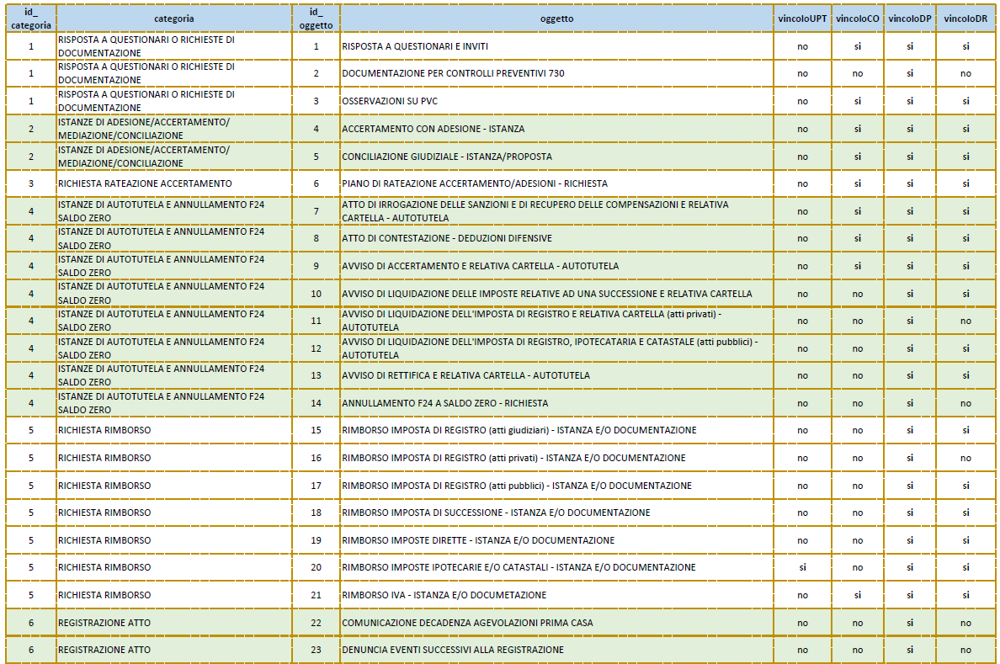 id_categoria categoria id_oggetto oggetto vincoloUPT vincoloCO vincoloDP vincoloDR
1 RISPOSTA A QUESTIONARI O RICHIESTE DI DOCUMENTAZIONE 1 RISPOSTA A QUESTIONARI E INVITI no si si si
1 RISPOSTA A QUESTIONARI O RICHIESTE DI DOCUMENTAZIONE 2 DOCUMENTAZIONE PER CONTROLLI PREVENTIVI 730 no no si no
1 RISPOSTA A QUESTIONARI O RICHIESTE DI DOCUMENTAZIONE 3 OSSERVAZIONI SU PVC no si si si
2 ISTANZE DI ADESIONE/ACCERTAMENTO/ MEDIAZIONE/CONCILIAZIONE 4 ACCERTAMENTO CON ADESIONE - ISTANZA no si si si
2 ISTANZE DI ADESIONE/ACCERTAMENTO/ MEDIAZIONE/CONCILIAZIONE 5 CONCILIAZIONE GIUDIZIALE - ISTANZA/PROPOSTA no si si si
3 RICHIESTA RATEAZIONE ACCERTAMENTO 6 PIANO DI RATEAZIONE ACCERTAMENTO/ADESIONI - RICHIESTA no si si si
4 ISTANZE DI AUTOTUTELA E ANNULLAMENTO F24 SALDO ZERO 7 ATTO DI IRROGAZIONE DELLE SANZIONI E DI RECUPERO DELLE COMPENSAZIONI E RELATIVA CARTELLA - AUTOTUTELA no si si si
4 ISTANZE DI AUTOTUTELA E ANNULLAMENTO F24 SALDO ZERO 8 ATTO DI CONTESTAZIONE - DEDUZIONI DIFENSIVE no si si si
4 ISTANZE DI AUTOTUTELA E ANNULLAMENTO F24 SALDO ZERO 9 AVVISO DI ACCERTAMENTO E RELATIVA CARTELLA - AUTOTUTELA no si si si
4 ISTANZE DI AUTOTUTELA E ANNULLAMENTO F24 SALDO ZERO 10 AVVISO DI LIQUIDAZIONE DELLE IMPOSTE RELATIVE AD UNA SUCCESSIONE E RELATIVA CARTELLA no no si si
4 ISTANZE DI AUTOTUTELA E ANNULLAMENTO F24 SALDO ZERO 11 AVVISO DI LIQUIDAZIONE DELL'IMPOSTA DI REGISTRO E RELATIVA CARTELLA (atti privati) - AUTOTUTELA no no si no
4 ISTANZE DI AUTOTUTELA E ANNULLAMENTO F24 SALDO ZERO 12 AVVISO DI LIQUIDAZIONE DELL'IMPOSTA DI REGISTRO, IPOTECATARIA E CATASTALE (atti pubblici) - AUTOTUTELA no no si si
4 ISTANZE DI AUTOTUTELA E ANNULLAMENTO F24 SALDO ZERO 13 AVVISO DI RETTIFICA E RELATIVA CARTELLA - AUTOTUTELA no no si si
4 ISTANZE DI AUTOTUTELA E ANNULLAMENTO F24 SALDO ZERO 14 ANNULLAMENTO F24 A SALDO ZERO - RICHIESTA no no si no
5 RICHIESTA RIMBORSO 15 RIMBORSO IMPOSTA DI REGISTRO (atti giudiziari) - ISTANZA E/O DOCUMENTAZIONE no no si si
5 RICHIESTA RIMBORSO 16 RIMBORSO IMPOSTA DI REGISTRO (atti privati) - ISTANZA E/O DOCUMENTAZIONE no no si no
5 RICHIESTA RIMBORSO 17 RIMBORSO IMPOSTA DI REGISTRO (atti pubblici) - ISTANZA E/O DOCUMENTAZIONE no no si si
5 RICHIESTA RIMBORSO 18 RIMBORSO IMPOSTA DI SUCCESSIONE - ISTANZA E/O DOCUMENTAZIONE no no si si
5 RICHIESTA RIMBORSO 19 RIMBORSO IMPOSTE DIRETTE - ISTANZA E/O DOCUMENTAZIONE no no si si
5 RICHIESTA RIMBORSO 20 RIMBORSO IMPOSTE IPOTECARIE E/O CATASTALI - ISTANZA E/O DOCUMENTAZIONE si no si si
5 RICHIESTA RIMBORSO 21 RIMBORSO IVA - ISTANZA E/O DOCUMETAZIONE no si si si
6 REGISTRAZIONE ATTO 22 COMUNICAZIONE DECADENZA AGEVOLAZIONI PRIMA CASA no no si no
6 REGISTRAZIONE ATTO 23 DENUNCIA EVENTI SUCCESSIVI ALLA REGISTRAZIONE no no si no